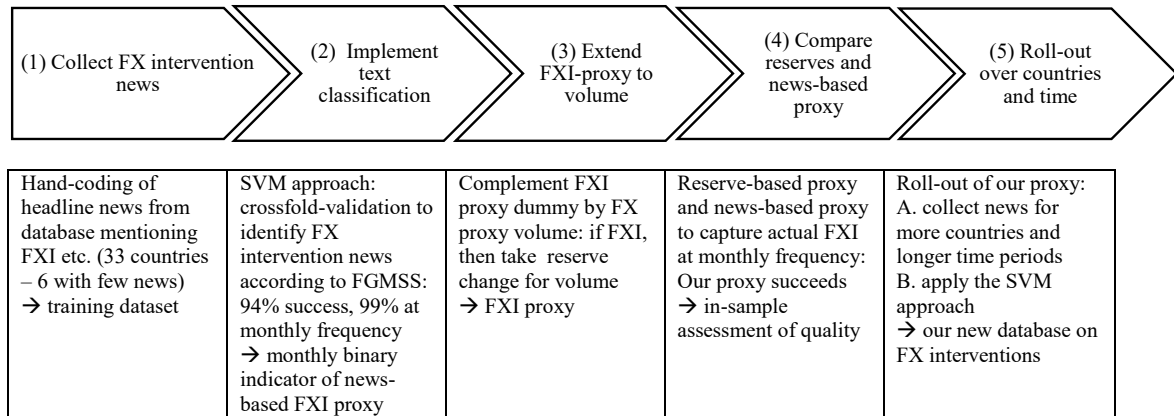 (1) Collect FX intervention
news
(2) Implement
text
classification
(3) Extend
FXI-proxy to
volume
(4) Compare
reserves and
news-based
proxy
(5) Roll-out
over countries
and time
Hand-coding of
headline news from
database mentioning
FXI etc. (33 countries
– 6 with few news)
→ training dataset
SVM approach:
crossfold-validation to
identify FX
intervention news
according to FGMSS:
94% success, 99% at
monthly frequency
→ monthly binary
indicator of news-
based FXI proxy
Complement FXI
proxy dummy by FX
proxy volume: if FXI,
then take reserve
change for volume
→ FXI proxy
Reserve-based proxy
and news-based proxy
to capture actual FXI
at monthly frequency:
Our proxy succeeds
→ in-sample
assessment of quality
Roll-out of our proxy:
A. collect news for
more countries and
longer time periods
B. apply the SVM
approach
→ our new database on
FX interventions